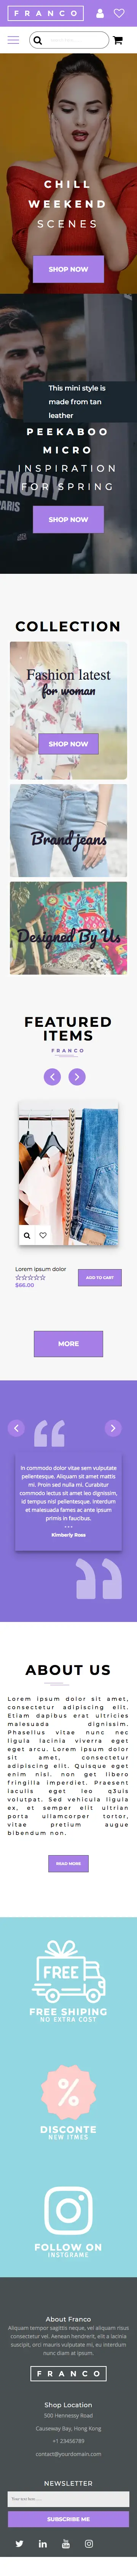 FRANCO
CHILL
WEEKEND
SCENES
SHOP NOW
This mini style is
made from tan
leather
PEEKABOO
MICRO
INSPIRATION
FOR SPRING
SHOP NOW
COLLECTION
Fashion latest
for woman
SHOP NOW
Brand jeans
Designed By Us
FEATURED
ITEMS
FRANCO
Lorem ipsum dolor
$66.00
ADD TO CART
MORE
In commodo dolor vitae sem vulputate
pellentesque. Aliquam sit amet mattis
mi. Proin sed nulla mi. Curabitur
commodo lectus sit amet leo dignissim,
id tempus nisl pellentesque. Interdum
et malesuada fames ac ante ipsum
primis in faucibus.
Kimberly Ross
ABOUT US
Lorem ipsum dolor sit amet,
consectetur adipiscing elit.
Etiam dapibus erat ultricies
malesuada dignissim.
Phasellus vitae nunc nec
ligula lacinia viverra eget
eget arcu. Lorem ipsum dolor
sit amet, consectetur
adipiscing elit. Quisque eget
enim nisl. In get libero
fringilla imperdiet. Praesent
iaculis eget leo q3uis
volutpat. Sed vehicula ligula
ex, et semper elit ultrices
porta ullamcorper tortor,
vitae pretium augue
bibendum non.
READ MORE
FREE
FREE SHIPING
NO EXTRA COST
DISCONTE
NEW ITMES
FOLLOW ON
INSTGRAME
About Franco
Aliquam tempor sagittis neque, vel aliquam risus
consectetur vel. Aenean hendrerit, elit a lacinia
suscipit, orci mauris vulputate mi, eu interdum
nunc diam at ipsum.
FRANCO
Shop Location
500 Hennessy Road
Causeway Bay, Hong Kong
+1 23456789
contact@yourdomain.com
NEWSLETTER
SUBSCRIBE ME